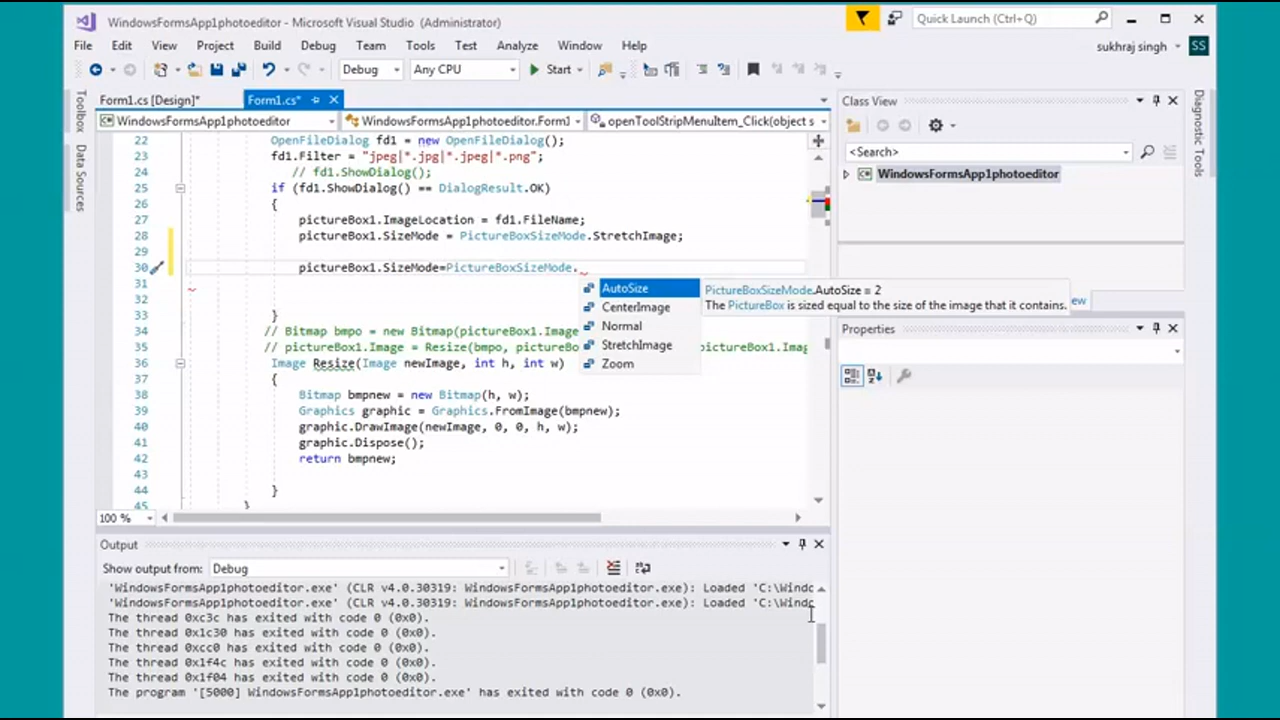 WindowsFormsApp1photoeditor - Microsoft Visual Studio (Administrator)
Quick Launch (Ctrl+Q)
File Edit View Project Build Debug Team Tools Test Analyze Window Help
sukhraj singh SS
Debug Any CPU Start
Toolbox
Data Sources
Form1.cs [Design]* Form1.cs*
WindowsFormsApp1photoeditor WindowsFormsApp1photoeditor.Form1 openToolStripMenuItem_Click(object s
22 OpenFileDialog fd1 = new OpenFileDialog();
23 fd1.Filter = "jpeg|*.jpg|*.jpeg|*.png";
24 // fd1.ShowDialog();
25 if (fd1.ShowDialog() == DialogResult.OK)
26 {
27 pictureBox1.ImageLocation = fd1.FileName;
28 pictureBox1.SizeMode = PictureBoxSizeMode.StretchImage;
29
30 pictureBox1.SizeMode=PictureBoxSizeMode.
31
32
33 }
34 // Bitmap bmpo = new Bitmap(pictureBox1.Image
35 // pictureBox1.Image = Resize(bmpo, pictureBo pictureBox1.Imag
36 Image Resize(Image newImage, int h, int w)
37 {
38 Bitmap bmpnew = new Bitmap(h, w);
39 Graphics graphic = Graphics.FromImage(bmpnew);
40 graphic.DrawImage(newImage, 0, 0, h, w);
41 graphic.Dispose();
42 return bmpnew;
43
44 }
45 }
AutoSize
CenterImage
Normal
StretchImage
Zoom
PictureBoxSizeMode.AutoSize = 2
The PictureBox is sized equal to the size of the image that it contains.
100 %
Class View
<Search>
WindowsFormsApp1photoeditor
ew
Properties
Diagnostic Tools
Output
Show output from: Debug
'WindowsFormsApp1photoeditor.exe' (CLR v4.0.30319: WindowsFormsApp1photoeditor.exe): Loaded 'C:\Windc
'WindowsFormsApp1photoeditor.exe' (CLR v4.0.30319: WindowsFormsApp1photoeditor.exe): Loaded 'C:\Windc
The thread 0xc3c has exited with code 0 (0x0).
The thread 0x1c30 has exited with code 0 (0x0).
The thread 0xcc0 has exited with code 0 (0x0).
The thread 0x1f4c has exited with code 0 (0x0).
The thread 0x1f04 has exited with code 0 (0x0).
The program '[5000] WindowsFormsApp1photoeditor.exe' has exited with code 0 (0x0).